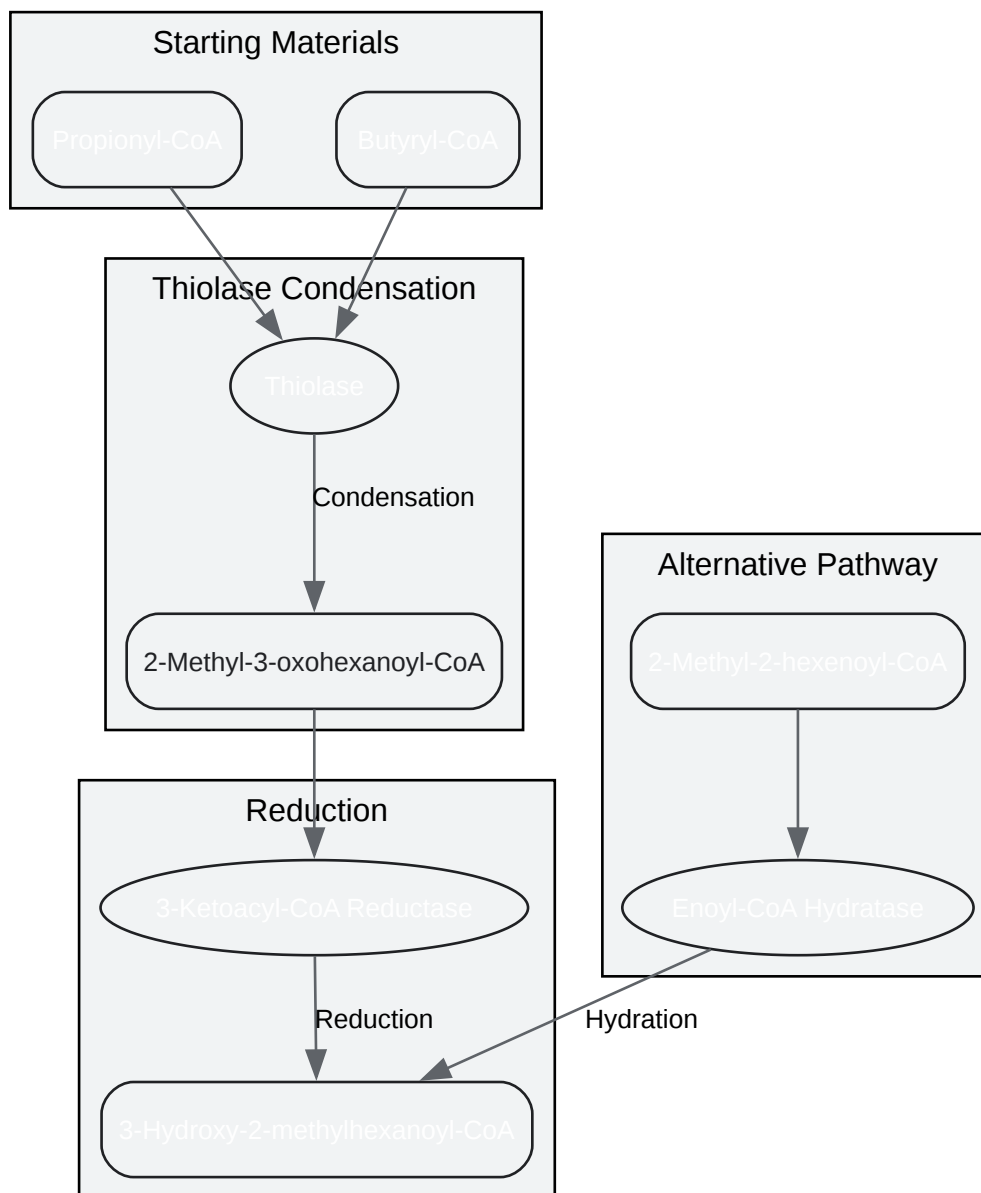 Starting Materials
Propionyl-CoA
Butyryl-CoA
Thiolase Condensation
Thiolase
Condensation
2-Methyl-3-oxohexanoyl-CoA
Alternative Pathway
2-Methyl-2-hexenoyl-CoA
Reduction
3-Ketoacyl-CoA Reductase
Enoyl-CoA Hydratase
Reduction
Hydration
3-Hydroxy-2-methylhexanoyl-CoA